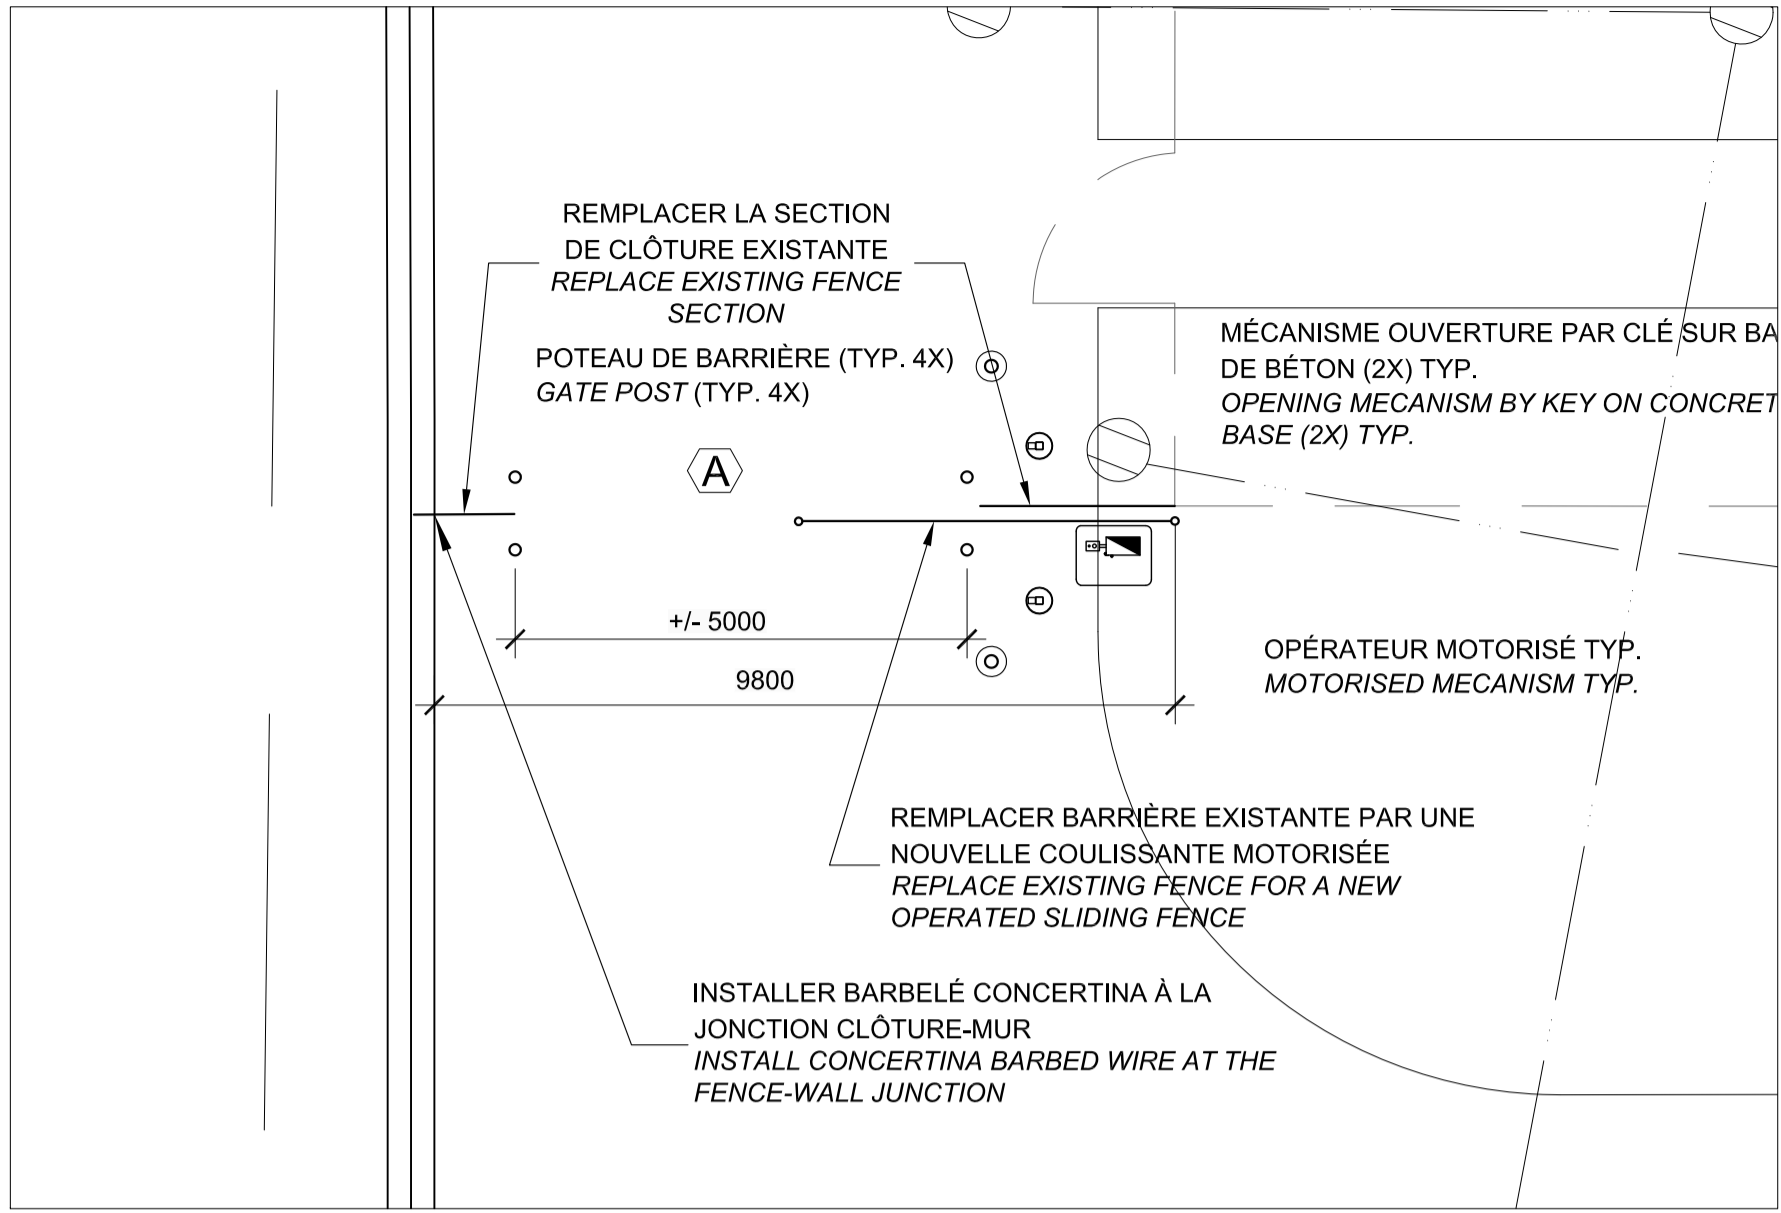 REMPLACER LA SECTION
DE CLÔTURE EXISTANTE
REPLACE EXISTING FENCE
SECTION
POTEAU DE BARRIÈRE (TYP. 4X)
GATE POST (TYP. 4X)
MÉCANISME OUVERTURE PAR CLÉ SUR BA
DE BÉTON (2X) TYP.
OPENING MECANISM BY KEY ON CONCRET
BASE (2X) TYP.
A
+/- 5000
9800
OPÉRATEUR MOTORISÉ TYP.
MOTORISED MECANISM TYP.
REMPLACER BARRIÈRE EXISTANTE PAR UNE
NOUVELLE COULISSANTE MOTORISÉE
REPLACE EXISTING FENCE FOR A NEW
OPERATED SLIDING FENCE
INSTALLER BARBELÉ CONCERTINA À LA
JONCTION CLÔTURE-MUR
INSTALL CONCERTINA BARBED WIRE AT THE
FENCE-WALL JUNCTION